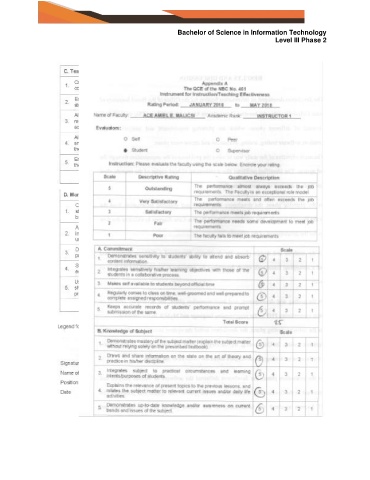 Bachelor of Science in Information Technology
Level III Phase 2
Appendix A
The QCE of the NBC No. 461
Instrument for Instruction/Teaching Effectiveness
Rating Period: JANUARY 2018 to MAY 2018
Name of Faculty: Academic Rank: INSTRUCTOR 1
Evaluators:
Self Peer
Student Supervisor
Instruction: Please evaluate the faculty using the scale below. Encircle your rating.
Scale Descriptive Rating Qualitative Description
5 Outstanding The performance almost always exceeds the job requirements. The Faculty is an exceptional role model
4 Very Satisfactory The performance meets and often exceeds the job requirements
3 Satisfactory The performance meets job requirements
2 Fair The performance needs some development to meet job requirements
1 Poor The faculty fails to meet job requirements
A. Commitment Scale
1. Demonstrates sensitivity to students' ability to attend and absorb content information. 5 4 3 2 1
2. Integrates sensitively his/her learning objectives with those of the students in a collaborative process. 5 4 3 2 1
3. Makes self available to students beyond official time 5 4 3 2 1
4. Regularly comes to class on time, well-groomed and well-prepared to complete assigned responsibilities. 5 4 3 2 1
5. Keeps accurate records of students' performance and prompt submission of the same 5 4 3 2 1
Total Score
B. Knowledge of Subject Scale
1. Demonstrates mastery of the subject matter (explain the subject matter without relying solely on the prescribed textbook) 5 4 3 2 1
2. Draws and share information on the state on the art of theory and practice in his/her discipline 5 4 3 2 1
3. Integrates subject to practical circumstances and learning intents/purposes of students 5 4 3 2 1
4. Explains the relevance of present topics to the previous lessons, and relates the subject matter to relevant current issues and/or daily life activities 5 4 3 2 1
5. Demonstrates up-to-date knowledge and/or awareness on current trends and issues of the subject 5 4 3 2 1
C. Tea
D. Man
Signatur
Name of
Position
Date